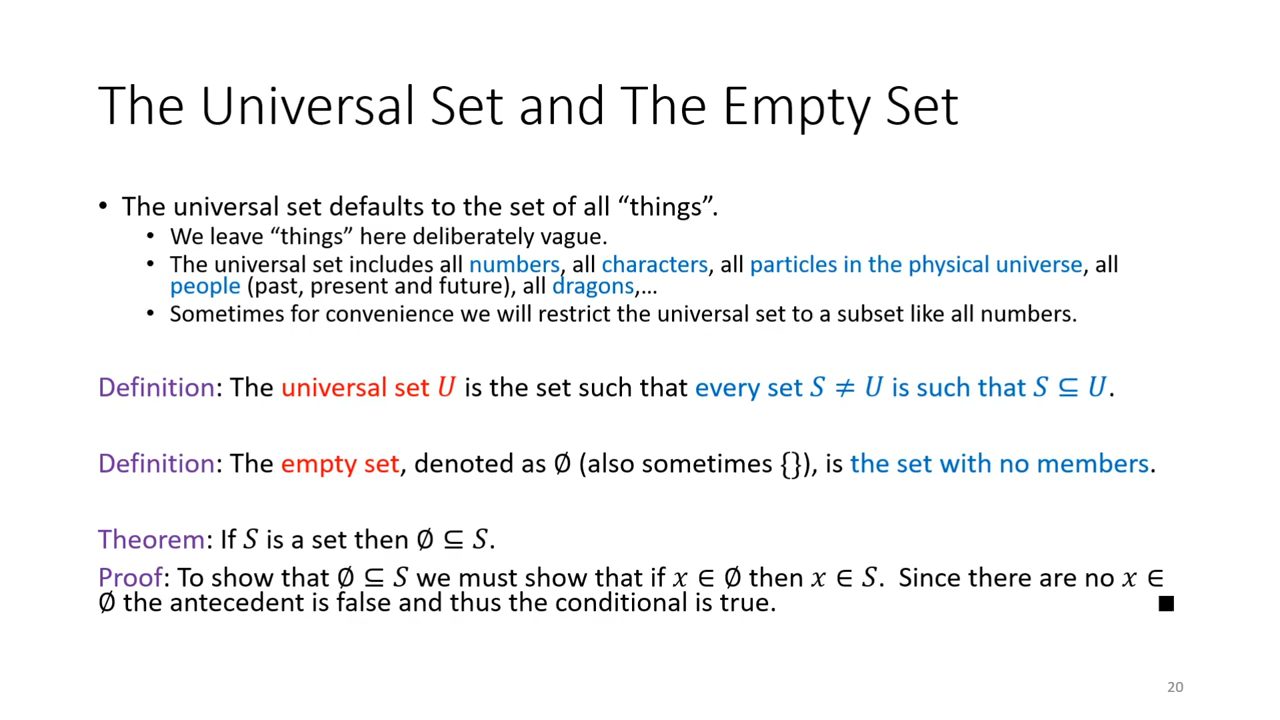 The Universal Set and The Empty Set
• The universal set defaults to the set of all “things”.
• We leave “things” here deliberately vague.
• The universal set includes all numbers, all characters, all particles in the physical universe, all
people (past, present and future), all dragons,…
• Sometimes for convenience we will restrict the universal set to a subset like all numbers.
Definition: The universal set 𝑈 is the set such that every set 𝑆 ≠ 𝑈 is such that 𝑆 ⊆ 𝑈.
Definition: The empty set, denoted as ∅ (also sometimes {}), is the set with no members.
Theorem: If 𝑆 is a set then ∅ ⊆ 𝑆.
Proof: To show that ∅ ⊆ 𝑆 we must show that if 𝑥 ∈ ∅ then 𝑥 ∈ 𝑆. Since there are no 𝑥 ∈
∅ the antecedent is false and thus the conditional is true. ■
20